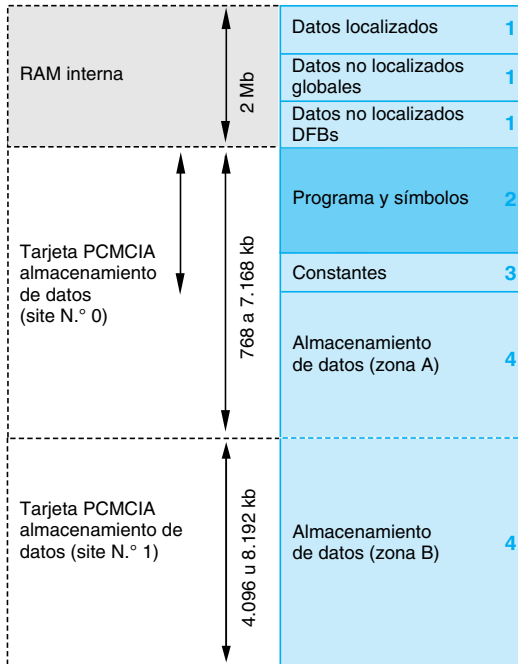 Datos localizados 1
RAM interna
2 Mb
Datos no localizados
globales 1
Datos no localizados
DFBs 1
Programa y símbolos 2
Tarjeta PCMCIA
almacenamiento
de datos
(site N.° 0)
768 a 7.168 kb
Constantes 3
Almacenamiento
de datos (zona A) 4
Tarjeta PCMCIA
almacenamiento de
datos (site N.° 1)
4.096 u 8.192 kb
Almacenamiento
de datos (zona B) 4